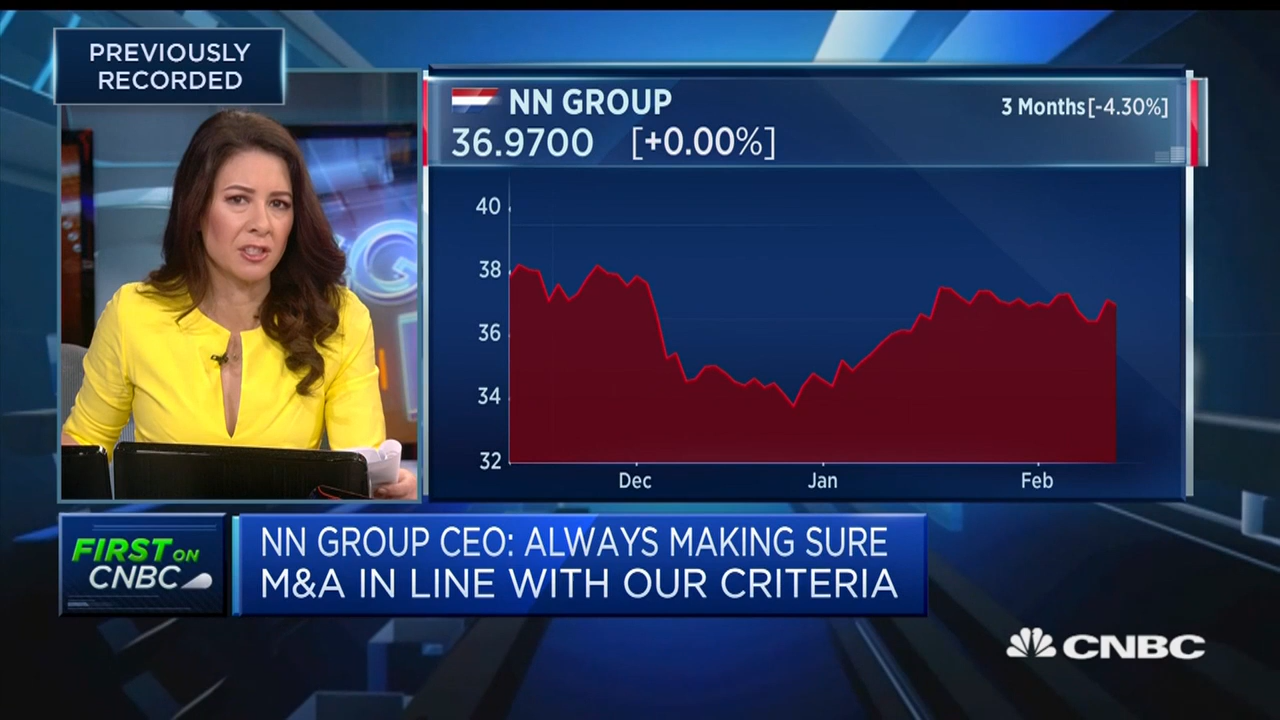 PREVIOUSLY
RECORDED
NN GROUP
3 Months[-4.30%]
36.9700 [+0.00%]
40
38
36
34
32
Dec Jan Feb
FIRST ON
CNBC
NN GROUP CEO: ALWAYS MAKING SURE
M&A IN LINE WITH OUR CRITERIA
CNBC